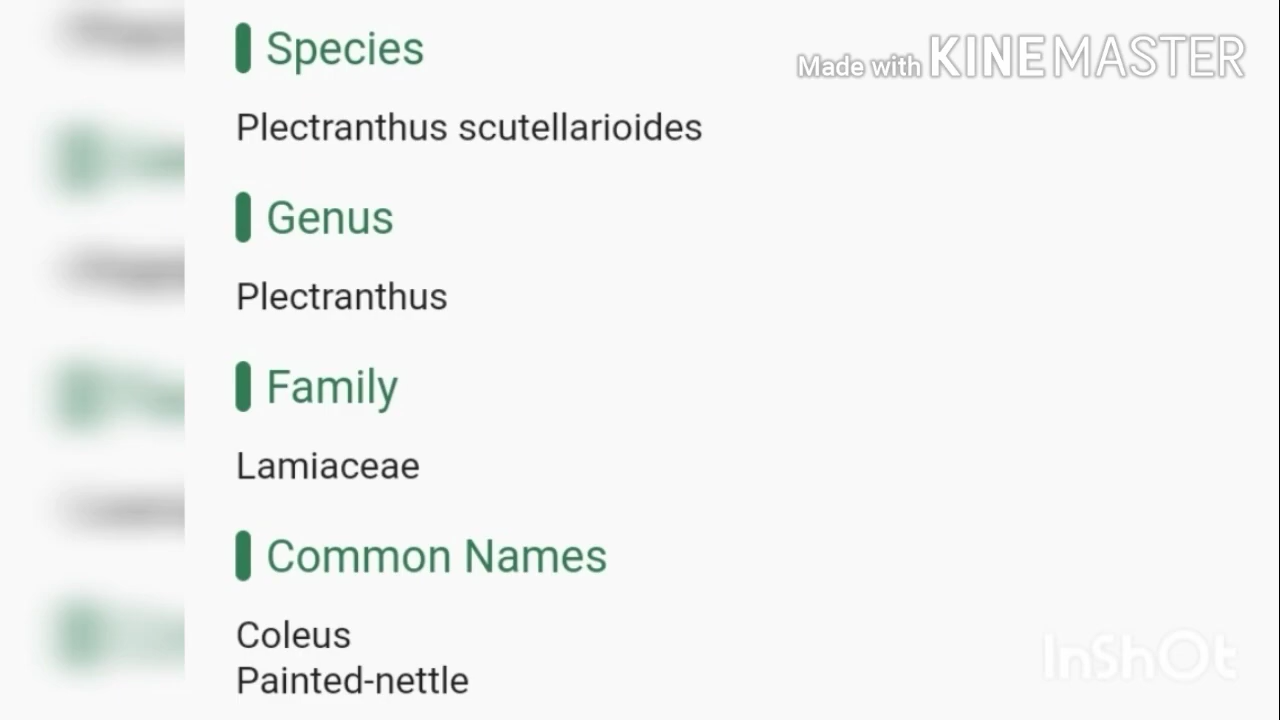 Species
Made with KINEMASTER
Plectranthus scutellarioides
Genus
Plectranthus
Family
Lamiaceae
Common Names
Coleus
Painted-nettle
InShOt